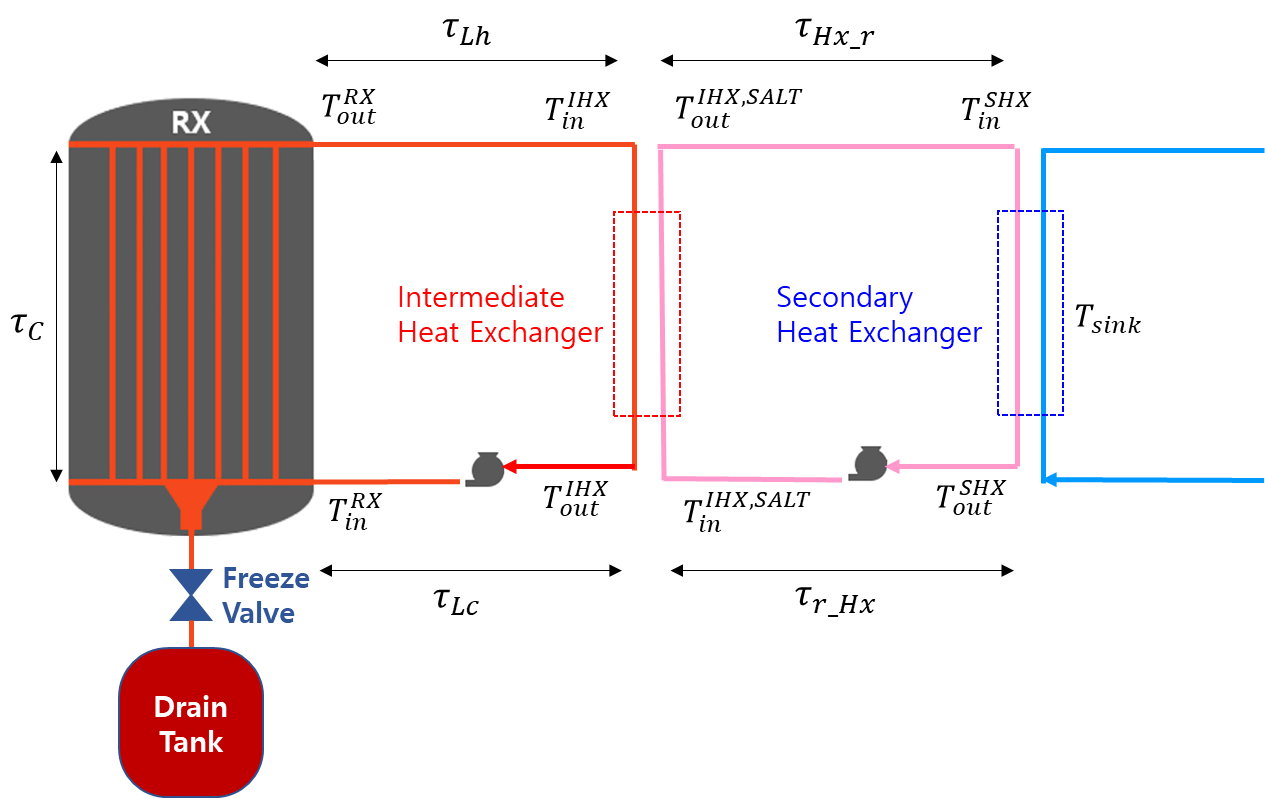 τ_Lh
τ_Hx_r
T_out^RX
T_in^IHX
T_out^IHX,SALT
T_in^SHX
RX
τ_C
Intermediate
Heat Exchanger
Secondary
Heat Exchanger
T_sink
T_in^RX
T_out^IHX
T_in^IHX,SALT
T_out^SHX
τ_Lc
τ_r_Hx
Freeze
Valve
Drain
Tank